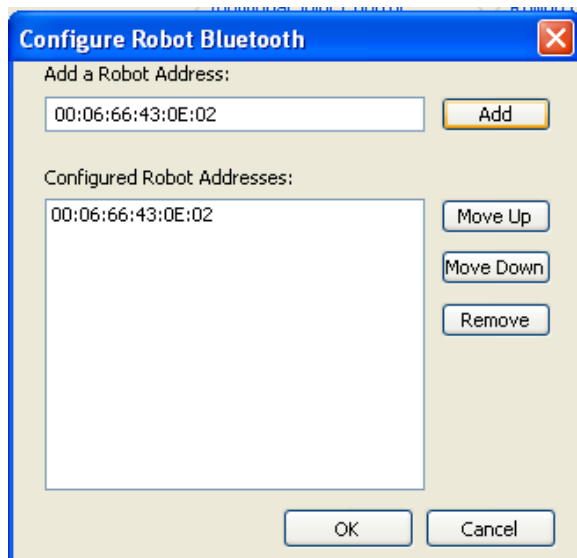 Configure Robot Bluetooth
Add a Robot Address:
00:06:66:43:0E:02
Add
Configured Robot Addresses:
00:06:66:43:0E:02
Move Up
Move Down
Remove
OK
Cancel